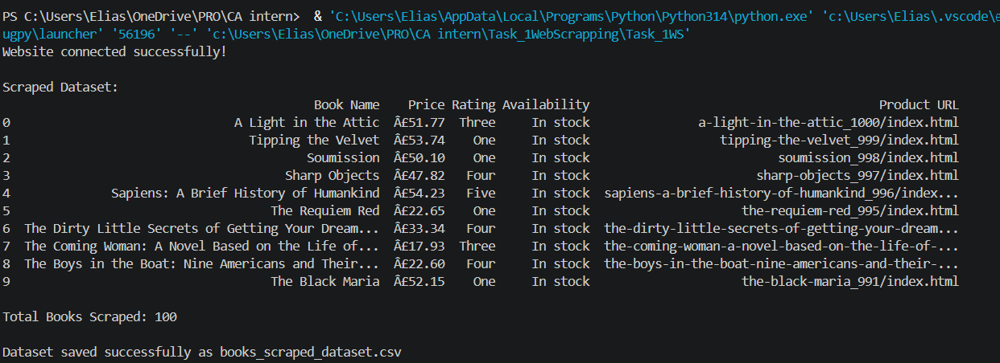 PS C:\Users\Elias\OneDrive\PRO\CA intern>  & 'C:\Users\Elias\AppData\Local\Programs\Python\Python314\python.exe' 'c:\Users\Elias\.vscode\e
ugpy\launcher' '56196' '--' 'c:\Users\Elias\OneDrive\PRO\CA intern\Task_1WebScrapping\Task_1WS'
Website connected successfully!
Scraped Dataset:
Book Name Price Rating Availability Product URL
0 A Light in the Attic Â£51.77 Three In stock a-light-in-the-attic_1000/index.html
1 Tipping the Velvet Â£53.74 One In stock tipping-the-velvet_999/index.html
2 Soumission Â£50.10 One In stock soumission_998/index.html
3 Sharp Objects Â£47.82 Four In stock sharp-objects_997/index.html
4 Sapiens: A Brief History of Humankind Â£54.23 Five In stock sapiens-a-brief-history-of-humankind_996/index...
5 The Requiem Red Â£22.65 One In stock the-requiem-red_995/index.html
6 The Dirty Little Secrets of Getting Your Dream... Â£33.34 Four In stock the-dirty-little-secrets-of-getting-your-dream...
7 The Coming Woman: A Novel Based on the Life of... Â£17.93 Three In stock the-coming-woman-a-novel-based-on-the-life-of-...
8 The Boys in the Boat: Nine Americans and Their... Â£22.60 Four In stock the-boys-in-the-boat-nine-americans-and-their-...
9 The Black Maria Â£52.15 One In stock the-black-maria_991/index.html
Total Books Scraped: 100
Dataset saved successfully as books_scraped_dataset.csv